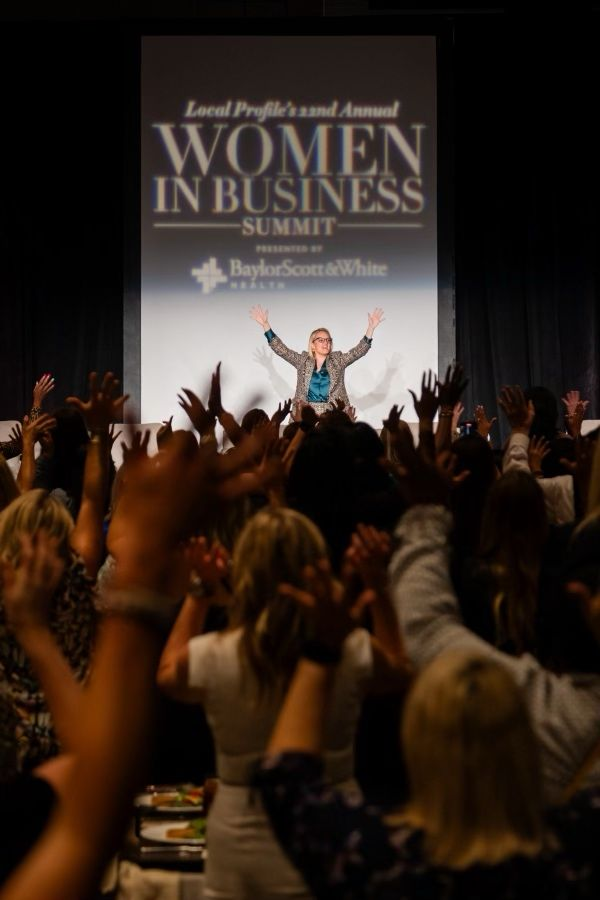 Local Profile's 22nd Annual
WOMEN
IN BUSINESS
SUMMIT
PRESENTED BY
BaylorScott&White
HEALTH